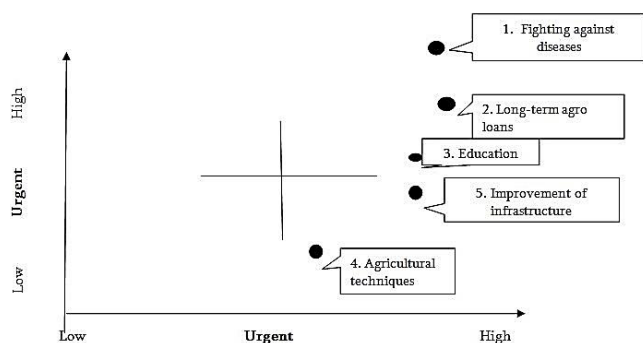 1. Fighting against
diseases
2. Long-term agro
loans
3. Education
5. Improvement of
infrastructure
4. Agricultural
techniques
High
Urgent
Low
Low
Urgent
High